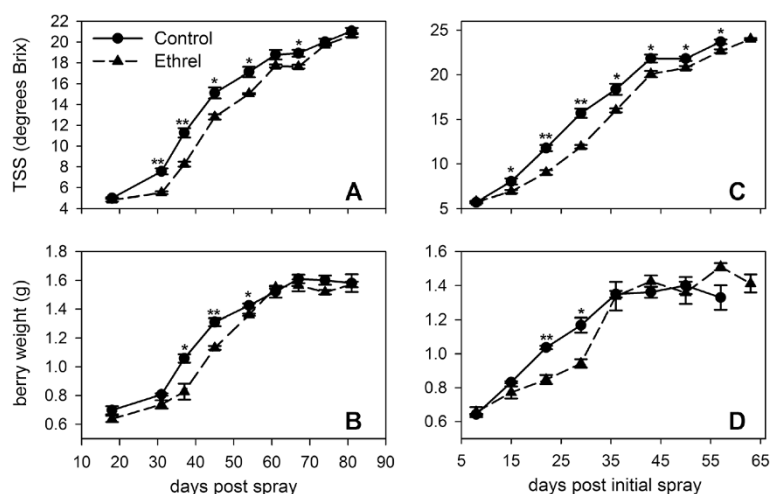 22
20
18
16
14
12
10
8
6
4
TSS (degrees Brix)
Control
Ethrel
** ** * * *
A
25
20
15
10
5
* ** ** * * * *
C
1.8
1.6
1.4
1.2
1.0
0.8
0.6
berry weight (g)
* ** *
B
10 20 30 40 50 60 70 80 90
days post spray
1.6
1.4
1.2
1.0
0.8
0.6
** *
D
5 15 25 35 45 55 65
days post initial spray